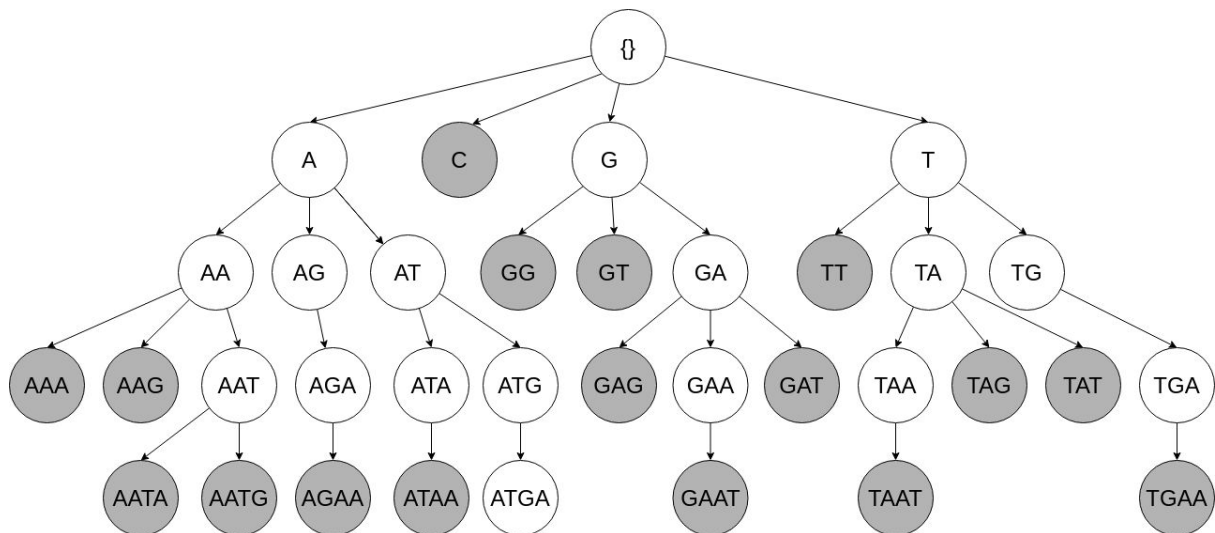 {}
A C G T
AA AG AT GG GT GA TT TA TG
AAA AAG AAT AGA ATA ATG GAG GAA GAT TAA TAG TAT TGA
AATA AATG AGAA ATAA ATGA GAAT TAAT TGAA